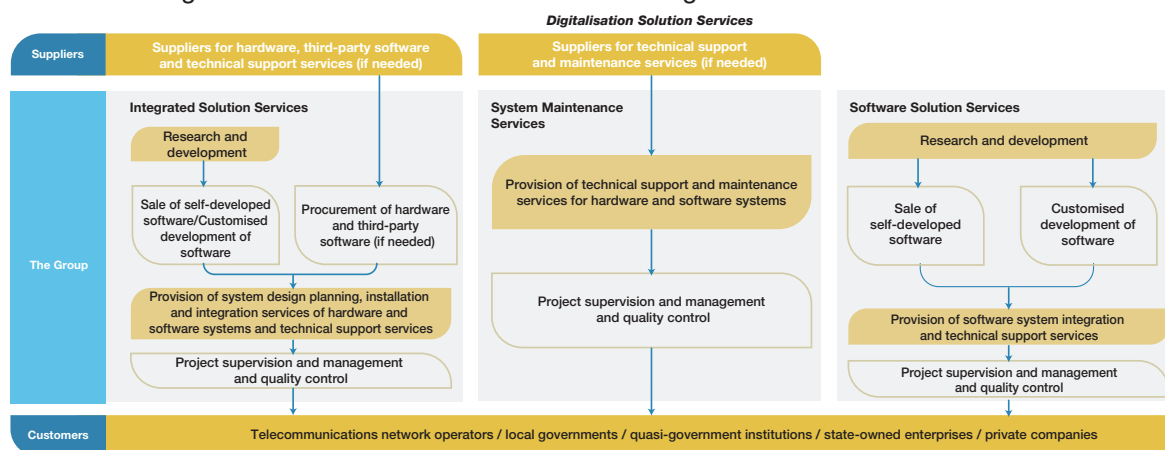 Digitalisation Solution Services
Suppliers
Suppliers for hardware, third-party software
and technical support services (if needed)
Suppliers for technical support
and maintenance services (if needed)
The Group
Integrated Solution Services
Research and
development
Sale of self-developed
software/Customised
development of
software
Procurement of hardware
and third-party
software (if needed)
Provision of system design planning, installation
and integration services of hardware and
software systems and technical support services
Project supervision and management
and quality control
System Maintenance
Services
Provision of technical support and maintenance
services for hardware and software systems
Project supervision and management
and quality control
Software Solution Services
Research and development
Sale of
self-developed
software
Customised
development of
software
Provision of software system integration
and technical support services
Project supervision and management
and quality control
Customers
Telecommunications network operators / local governments / quasi-government institutions / state-owned enterprises / private companies